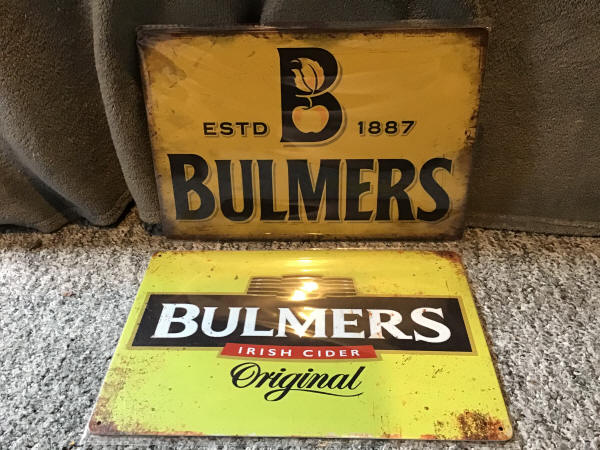 B
ESTD 1887
BULMERS
BULMERS
IRISH CIDER
Original